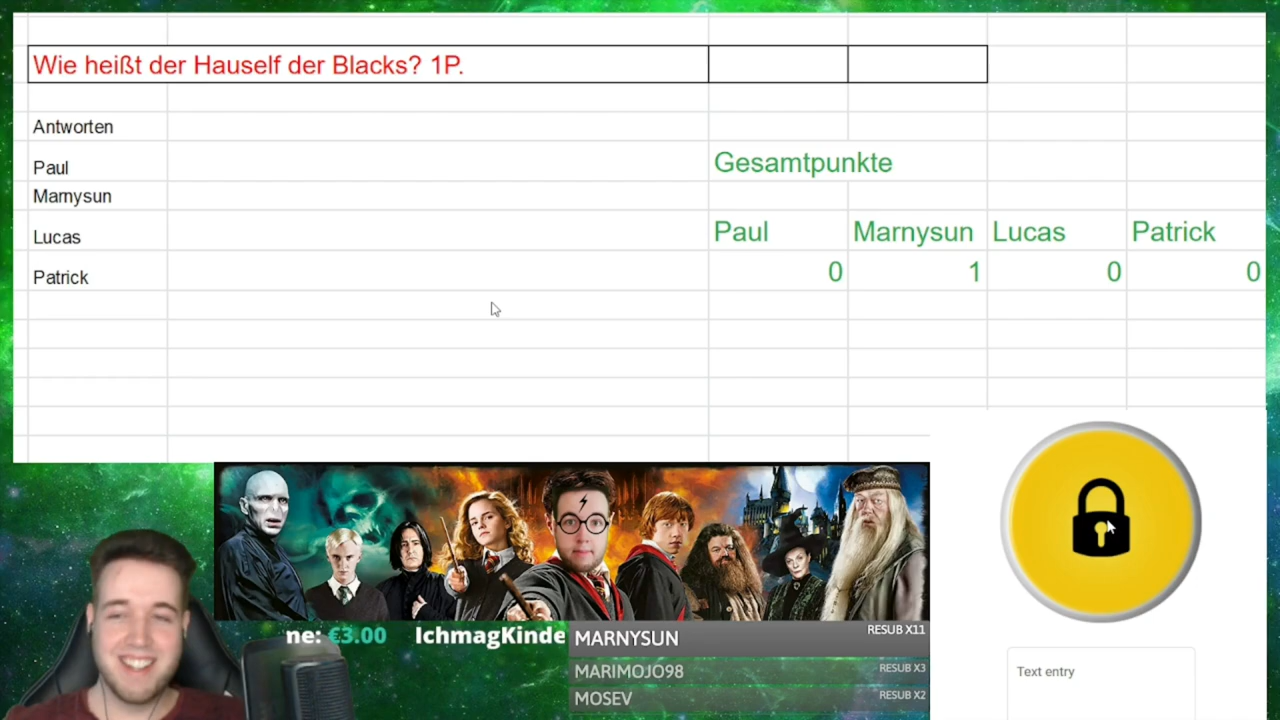 Wie heißt der Hauself der Blacks? 1P.
Antworten
Paul
Marnysun
Lucas
Patrick
Gesamtpunkte
Paul Marnysun Lucas Patrick
0 1 0 0
ne: €3.00 IchmagKinde
MARNYSUN RESUB X11
MARIMOJO98 RESUB X3
MOSEV RESUB X2
Text entry